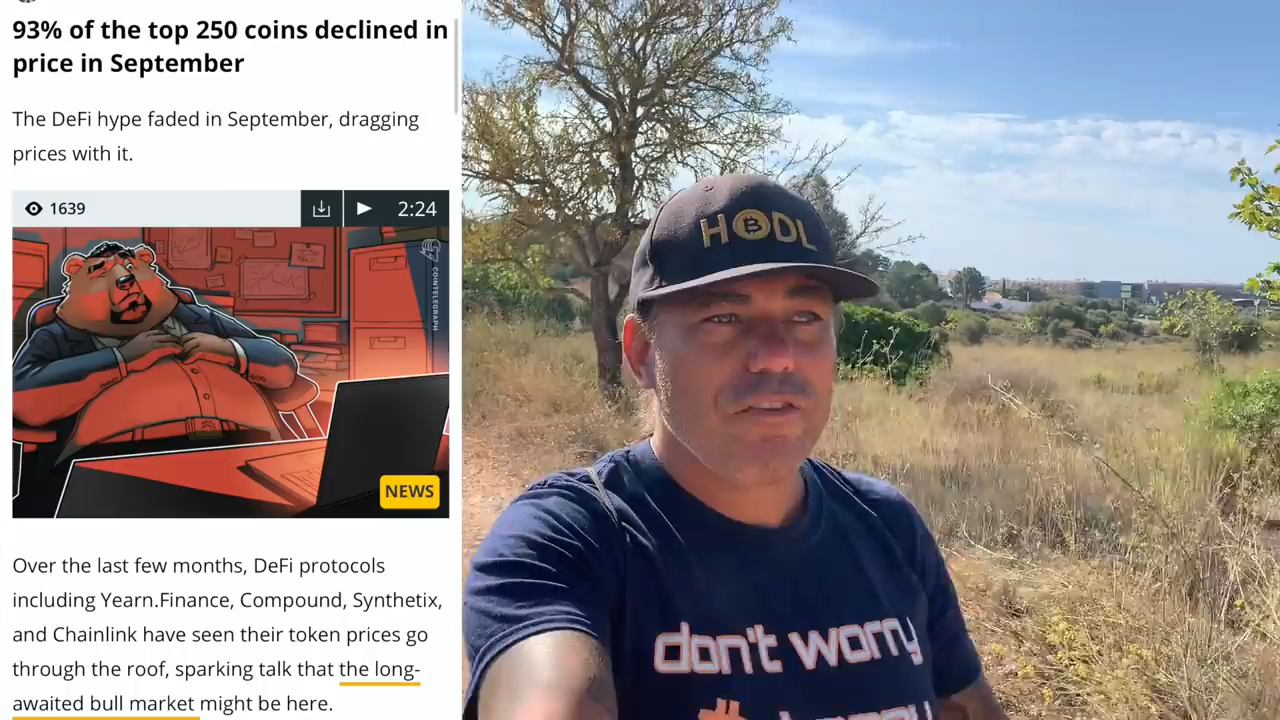 93% of the top 250 coins declined in
price in September
The DeFi hype faded in September, dragging
prices with it.
1639
2:24
COINTELEGRAPH
NEWS
Over the last few months, DeFi protocols
including Yearn.Finance, Compound, Synthetix,
and Chainlink have seen their token prices go
through the roof, sparking talk that the long-
awaited bull market might be here.
HODL
don't worry